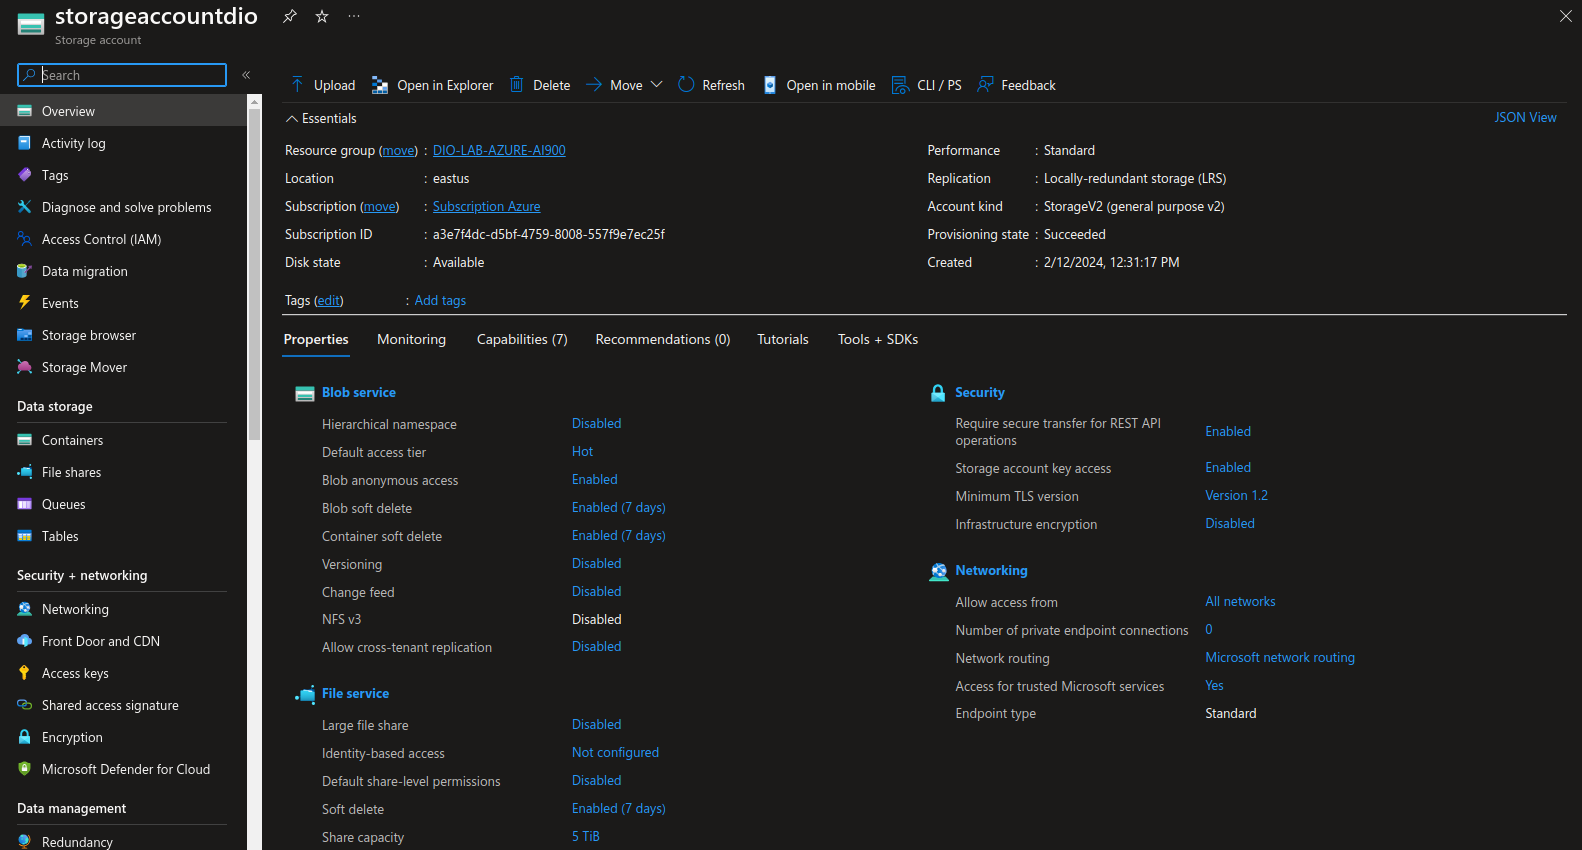 storageaccountdio
Storage account
Search
«
Overview
Activity log
Tags
Diagnose and solve problems
Access Control (IAM)
Data migration
Events
Storage browser
Storage Mover
Data storage
Containers
File shares
Queues
Tables
Security + networking
Networking
Front Door and CDN
Access keys
Shared access signature
Encryption
Microsoft Defender for Cloud
Data management
Redundancy
Upload Open in Explorer Delete Move Refresh Open in mobile CLI / PS Feedback
Essentials
JSON View
Resource group (move) : DIO-LAB-AZURE-AI900
Location : eastus
Subscription (move) : Subscription Azure
Subscription ID : a3e7f4dc-d5bf-4759-8008-557f9e7ec25f
Disk state : Available
Performance : Standard
Replication : Locally-redundant storage (LRS)
Account kind : StorageV2 (general purpose v2)
Provisioning state : Succeeded
Created : 2/12/2024, 12:31:17 PM
Tags (edit) : Add tags
Properties Monitoring Capabilities (7) Recommendations (0) Tutorials Tools + SDKs
Blob service
Hierarchical namespace Disabled
Default access tier Hot
Blob anonymous access Enabled
Blob soft delete Enabled (7 days)
Container soft delete Enabled (7 days)
Versioning Disabled
Change feed Disabled
NFS v3 Disabled
Allow cross-tenant replication Disabled
File service
Large file share Disabled
Identity-based access Not configured
Default share-level permissions Disabled
Soft delete Enabled (7 days)
Share capacity 5 TiB
Security
Require secure transfer for REST API
operations Enabled
Storage account key access Enabled
Minimum TLS version Version 1.2
Infrastructure encryption Disabled
Networking
Allow access from All networks
Number of private endpoint connections 0
Network routing Microsoft network routing
Access for trusted Microsoft services Yes
Endpoint type Standard